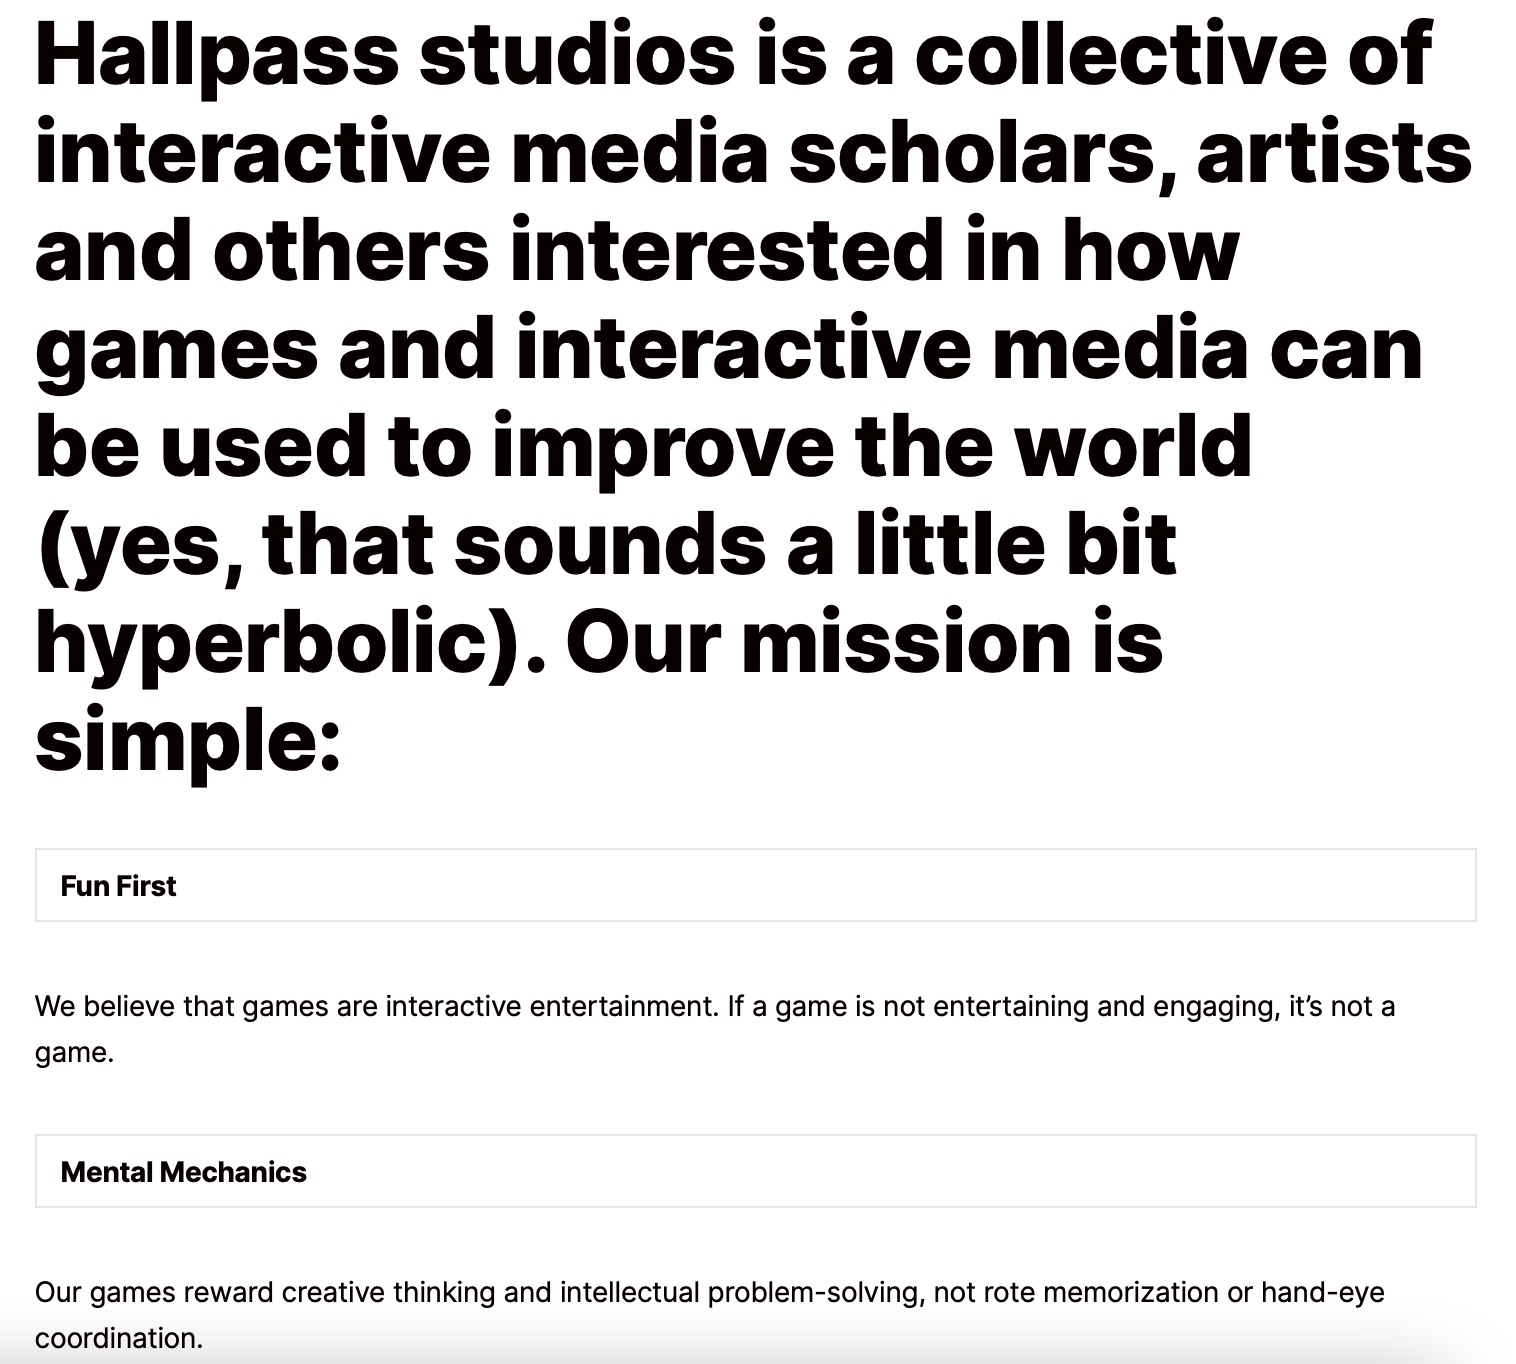 Hallpass studios is a collective of
interactive media scholars, artists
and others interested in how
games and interactive media can
be used to improve the world
(yes, that sounds a little bit
hyperbolic). Our mission is
simple:
Fun First
We believe that games are interactive entertainment. If a game is not entertaining and engaging, it’s not a
game.
Mental Mechanics
Our games reward creative thinking and intellectual problem-solving, not rote memorization or hand-eye
coordination.